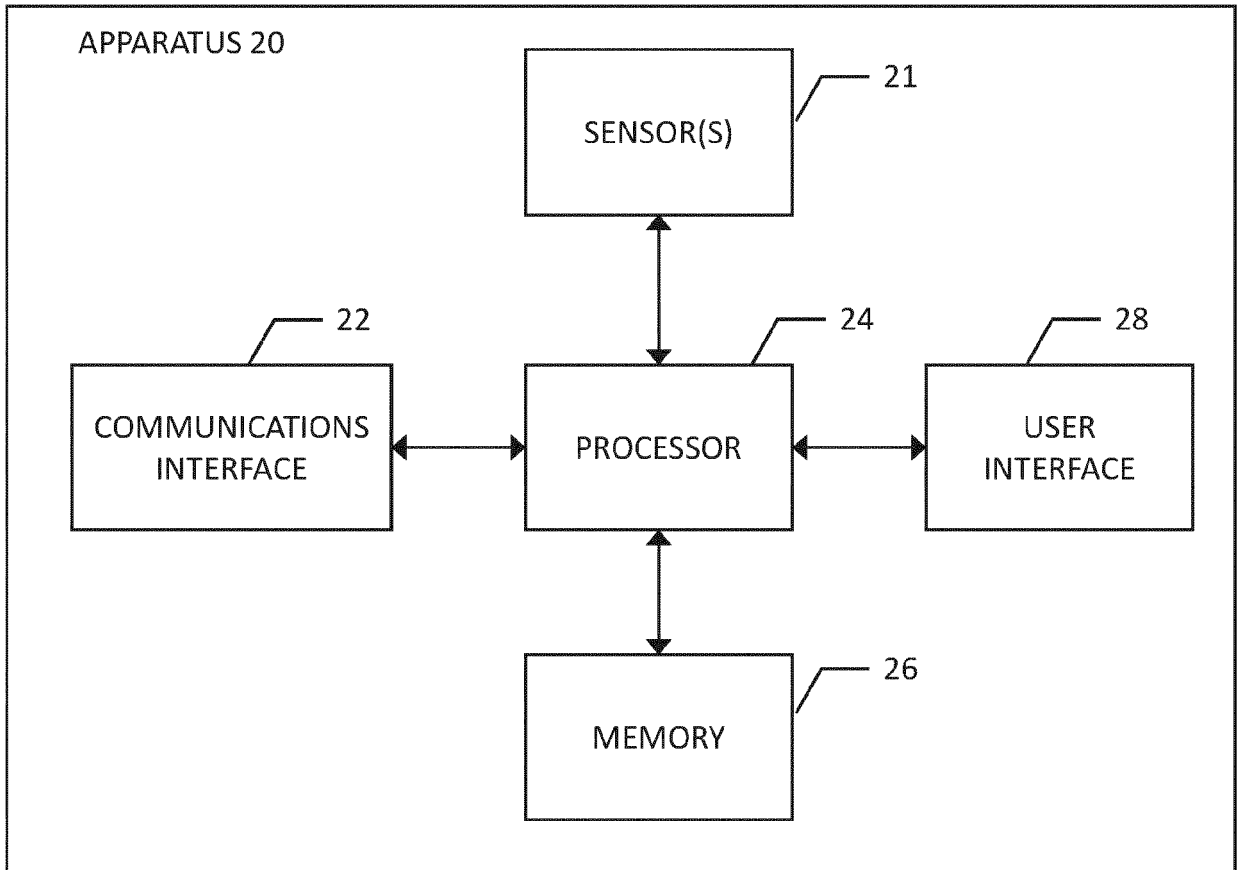 APPARATUS 20
21
SENSOR(S)
22
24
28
COMMUNICATIONS
INTERFACE
PROCESSOR
USER
INTERFACE
26
MEMORY